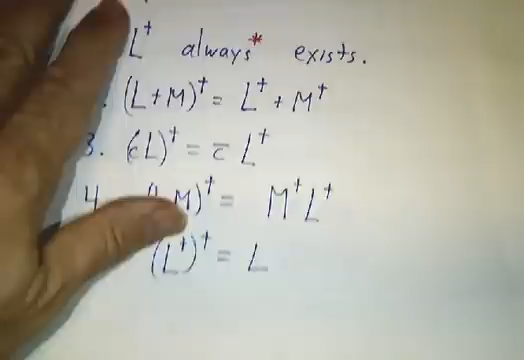 L† always* exists.
. (L+M)† = L† + M†
3. (cL)† = c̅ L†
4 M)† = M†L†
(L†)† = L